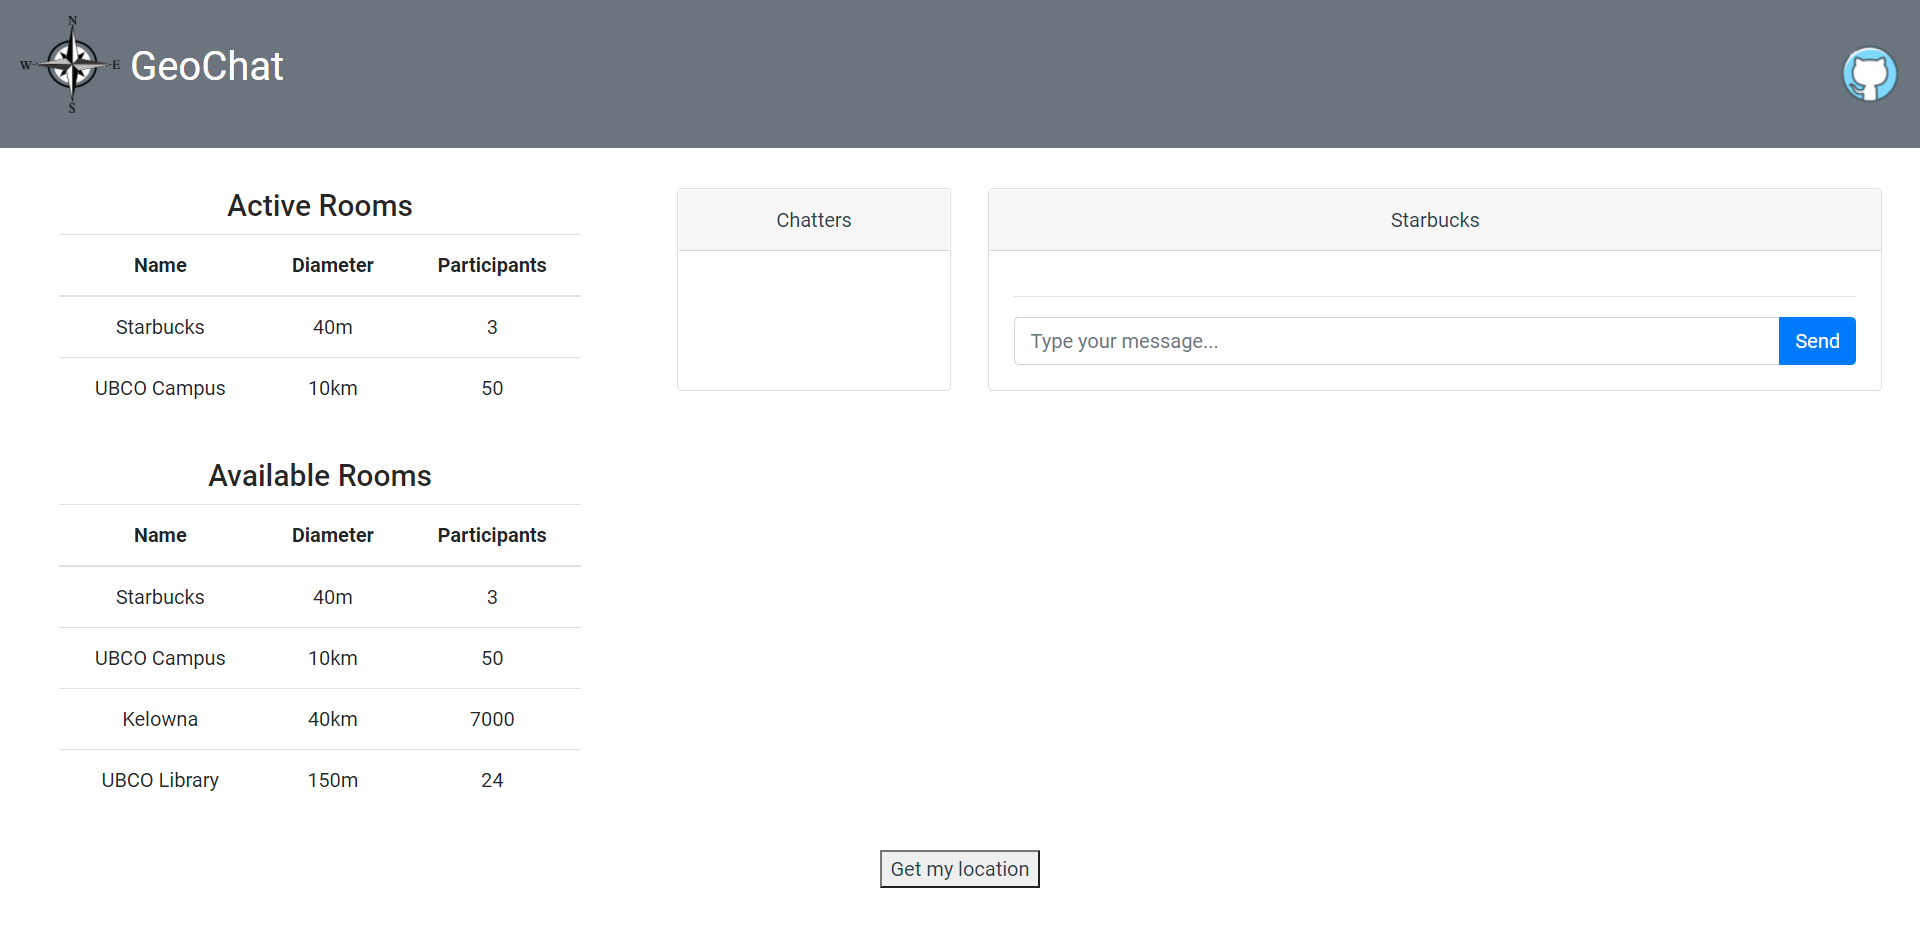 N
W E GeoChat
S
Active Rooms
Name Diameter Participants
Starbucks 40m 3
UBCO Campus 10km 50
Available Rooms
Name Diameter Participants
Starbucks 40m 3
UBCO Campus 10km 50
Kelowna 40km 7000
UBCO Library 150m 24
Chatters
Starbucks
Type your message... Send
Get my location